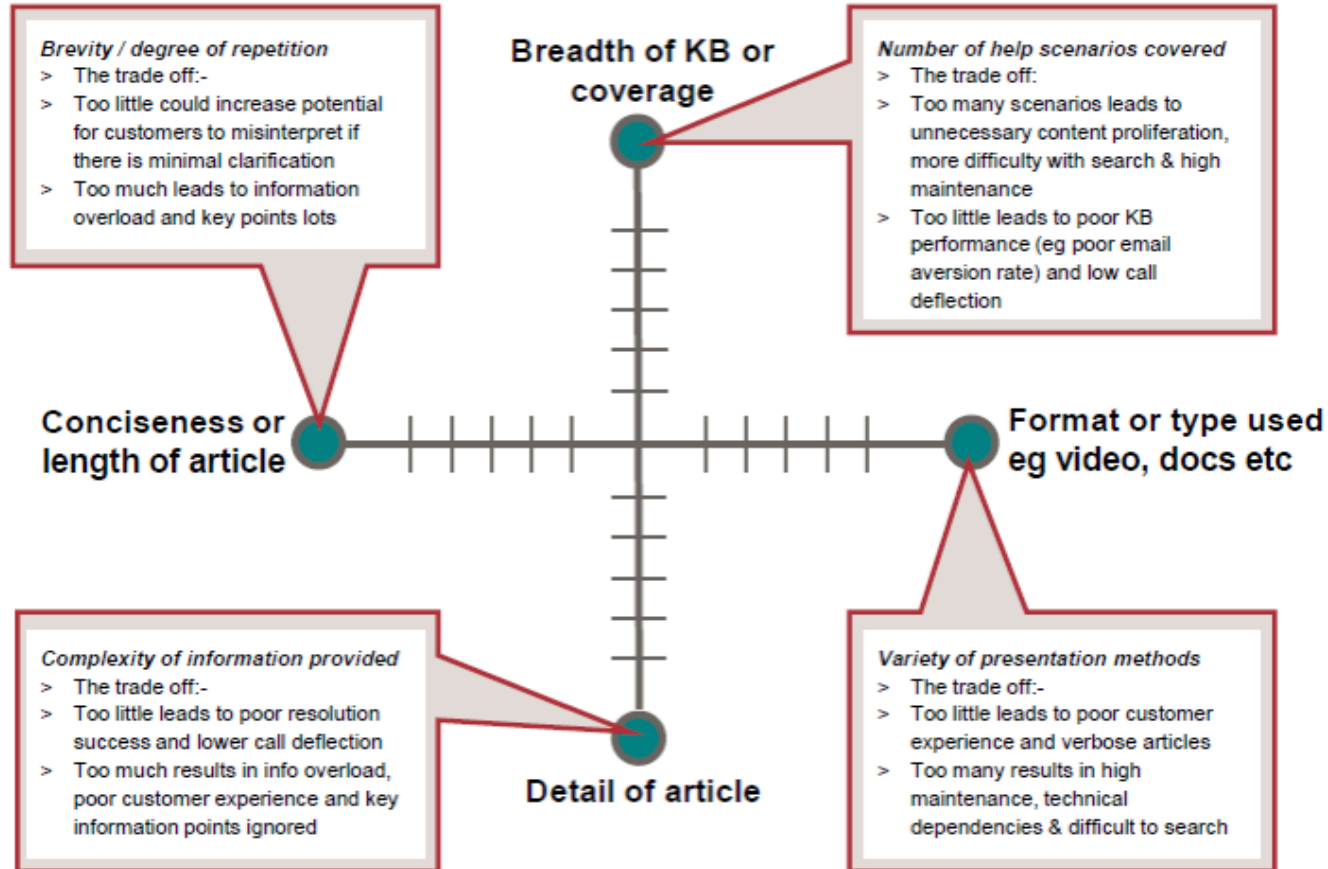 Brevity / degree of repetition
> The trade off:-
> Too little could increase potential
for customers to misinterpret if
there is minimal clarification
> Too much leads to information
overload and key points lots
Breadth of KB or
coverage
Number of help scenarios covered
> The trade off:
> Too many scenarios leads to
unnecessary content proliferation,
more difficulty with search & high
maintenance
> Too little leads to poor KB
performance (eg poor email
aversion rate) and low call
deflection
Conciseness or
length of article
Format or type used
eg video, docs etc
Complexity of information provided
> The trade off:-
> Too little leads to poor resolution
success and lower call deflection
> Too much results in info overload,
poor customer experience and key
information points ignored
Detail of article
Variety of presentation methods
> The trade off:-
> Too little leads to poor customer
experience and verbose articles
> Too many results in high
maintenance, technical
dependencies & difficult to search